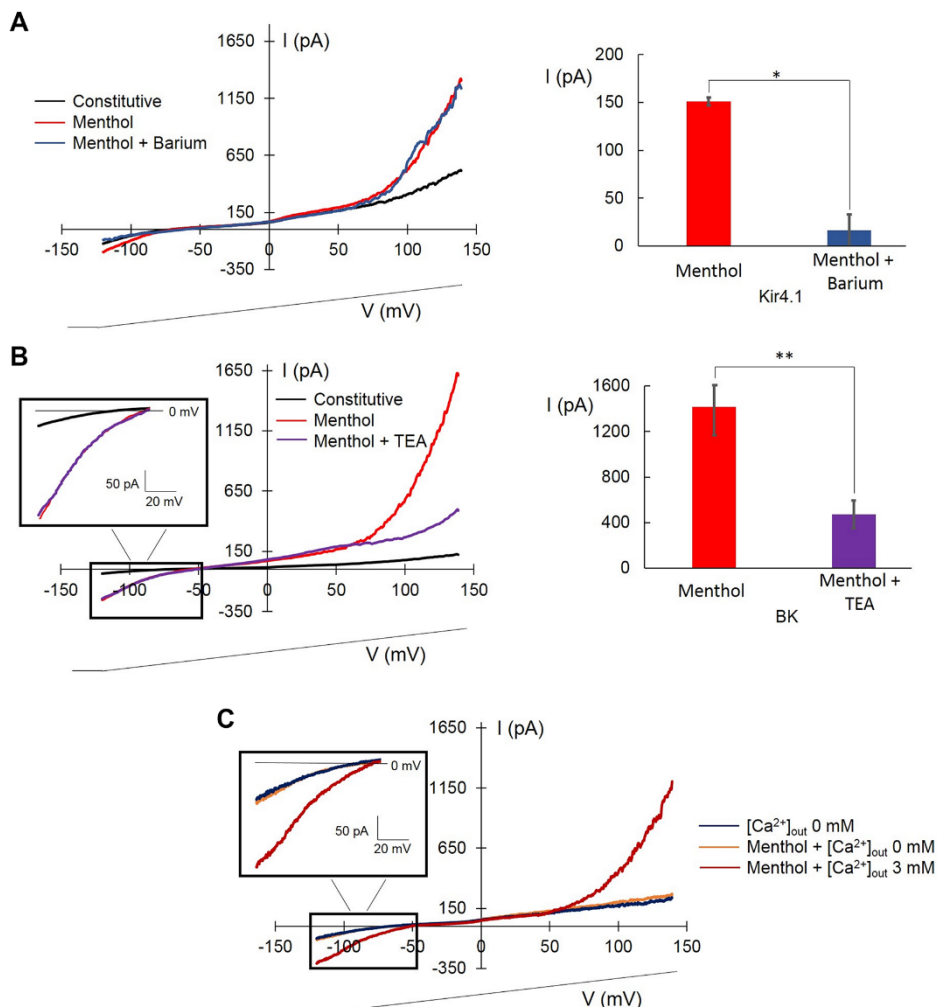 A
1650
I (pA)
1150
650
150
-350
-150 -100 -50 0 50 100 150
V (mV)
Constitutive
Menthol
Menthol + Barium
I (pA)
200
150
100
50
0
*
Menthol
Menthol +
Barium
Kir4.1
B
1650
I (pA)
1150
650
150
-350
-150 -100 -50 0 50 100 150
V (mV)
Constitutive
Menthol
Menthol + TEA
0 mV
50 pA
20 mV
I (pA)
1600
1200
800
400
0
**
Menthol
Menthol +
TEA
BK
C
1650
I (pA)
1150
650
150
-350
-150 -100 -50 0 50 100 150
V (mV)
0 mV
50 pA
20 mV
[Ca²⁺]out 0 mM
Menthol + [Ca²⁺]out 0 mM
Menthol + [Ca²⁺]out 3 mM